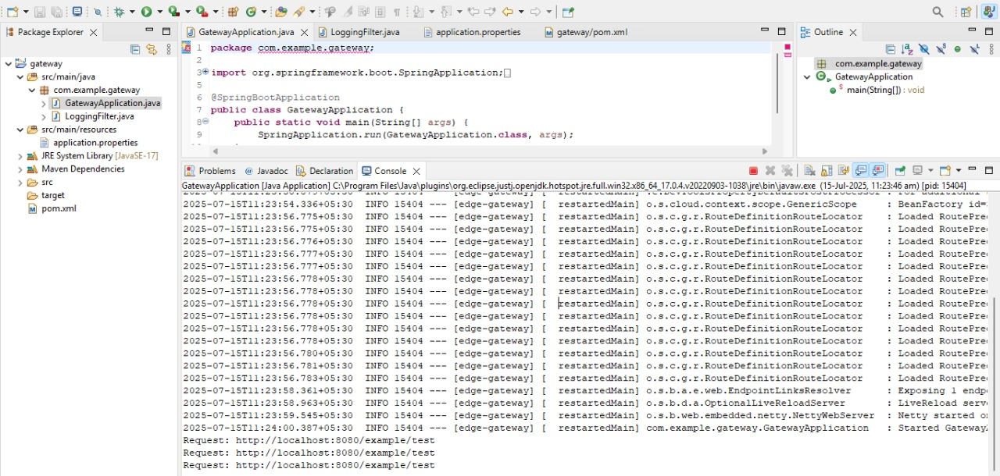 Package Explorer
gateway
src/main/java
com.example.gateway
GatewayApplication.java
LoggingFilter.java
src/main/resources
application.properties
JRE System Library [JavaSE-17]
Maven Dependencies
src
target
pom.xml
GatewayApplication.java
LoggingFilter.java
application.properties
gateway/pom.xml
1 package com.example.gateway;
2
3 import org.springframework.boot.SpringApplication;
5
6 @SpringBootApplication
7 public class GatewayApplication {
8 public static void main(String[] args) {
9 SpringApplication.run(GatewayApplication.class, args);
Outline
com.example.gateway
GatewayApplication
main(String[]) : void
Problems @ Javadoc Declaration Console
GatewayApplication [Java Application] C:\Program Files\Java\plugins\org.eclipse.justj.openjdk.hotspot.jre.full.win32.x86_64_17.0.4.v20220903-1038\jre\bin\javaw.exe (15-Jul-2025, 11:23:46 am) [pid: 15404]
2025-07-15T11:23:54.336+05:30 INFO 15404 --- [edge-gateway] [ restartedMain] o.s.cloud.context.scope.GenericScope : BeanFactory id=
2025-07-15T11:23:56.775+05:30 INFO 15404 --- [edge-gateway] [ restartedMain] o.s.c.g.r.RouteDefinitionRouteLocator : Loaded RoutePre
2025-07-15T11:23:56.775+05:30 INFO 15404 --- [edge-gateway] [ restartedMain] o.s.c.g.r.RouteDefinitionRouteLocator : Loaded RoutePre
2025-07-15T11:23:56.776+05:30 INFO 15404 --- [edge-gateway] [ restartedMain] o.s.c.g.r.RouteDefinitionRouteLocator : Loaded RoutePre
2025-07-15T11:23:56.777+05:30 INFO 15404 --- [edge-gateway] [ restartedMain] o.s.c.g.r.RouteDefinitionRouteLocator : Loaded RoutePre
2025-07-15T11:23:56.777+05:30 INFO 15404 --- [edge-gateway] [ restartedMain] o.s.c.g.r.RouteDefinitionRouteLocator : Loaded RoutePre
2025-07-15T11:23:56.778+05:30 INFO 15404 --- [edge-gateway] [ restartedMain] o.s.c.g.r.RouteDefinitionRouteLocator : Loaded RoutePre
2025-07-15T11:23:56.778+05:30 INFO 15404 --- [edge-gateway] [ restartedMain] o.s.c.g.r.RouteDefinitionRouteLocator : Loaded RoutePre
2025-07-15T11:23:56.778+05:30 INFO 15404 --- [edge-gateway] [ restartedMain] o.s.c.g.r.RouteDefinitionRouteLocator : Loaded RoutePre
2025-07-15T11:23:56.778+05:30 INFO 15404 --- [edge-gateway] [ restartedMain] o.s.c.g.r.RouteDefinitionRouteLocator : Loaded RoutePre
2025-07-15T11:23:56.778+05:30 INFO 15404 --- [edge-gateway] [ restartedMain] o.s.c.g.r.RouteDefinitionRouteLocator : Loaded RoutePre
2025-07-15T11:23:56.778+05:30 INFO 15404 --- [edge-gateway] [ restartedMain] o.s.c.g.r.RouteDefinitionRouteLocator : Loaded RoutePre
2025-07-15T11:23:56.780+05:30 INFO 15404 --- [edge-gateway] [ restartedMain] o.s.c.g.r.RouteDefinitionRouteLocator : Loaded RoutePre
2025-07-15T11:23:56.781+05:30 INFO 15404 --- [edge-gateway] [ restartedMain] o.s.c.g.r.RouteDefinitionRouteLocator : Loaded RoutePre
2025-07-15T11:23:56.783+05:30 INFO 15404 --- [edge-gateway] [ restartedMain] o.s.c.g.r.RouteDefinitionRouteLocator : Loaded RoutePre
2025-07-15T11:23:58.361+05:30 INFO 15404 --- [edge-gateway] [ restartedMain] o.s.b.a.e.web.EndpointLinksResolver : Exposing 1 endp
2025-07-15T11:23:58.963+05:30 INFO 15404 --- [edge-gateway] [ restartedMain] o.s.b.d.a.OptionalLiveReloadServer : LiveReload serv
2025-07-15T11:23:59.545+05:30 INFO 15404 --- [edge-gateway] [ restartedMain] o.s.b.web.embedded.netty.NettyWebServer : Netty started o
2025-07-15T11:24:00.387+05:30 INFO 15404 --- [edge-gateway] [ restartedMain] com.example.gateway.GatewayApplication : Started Gateway
Request: http://localhost:8080/example/test
Request: http://localhost:8080/example/test
Request: http://localhost:8080/example/test